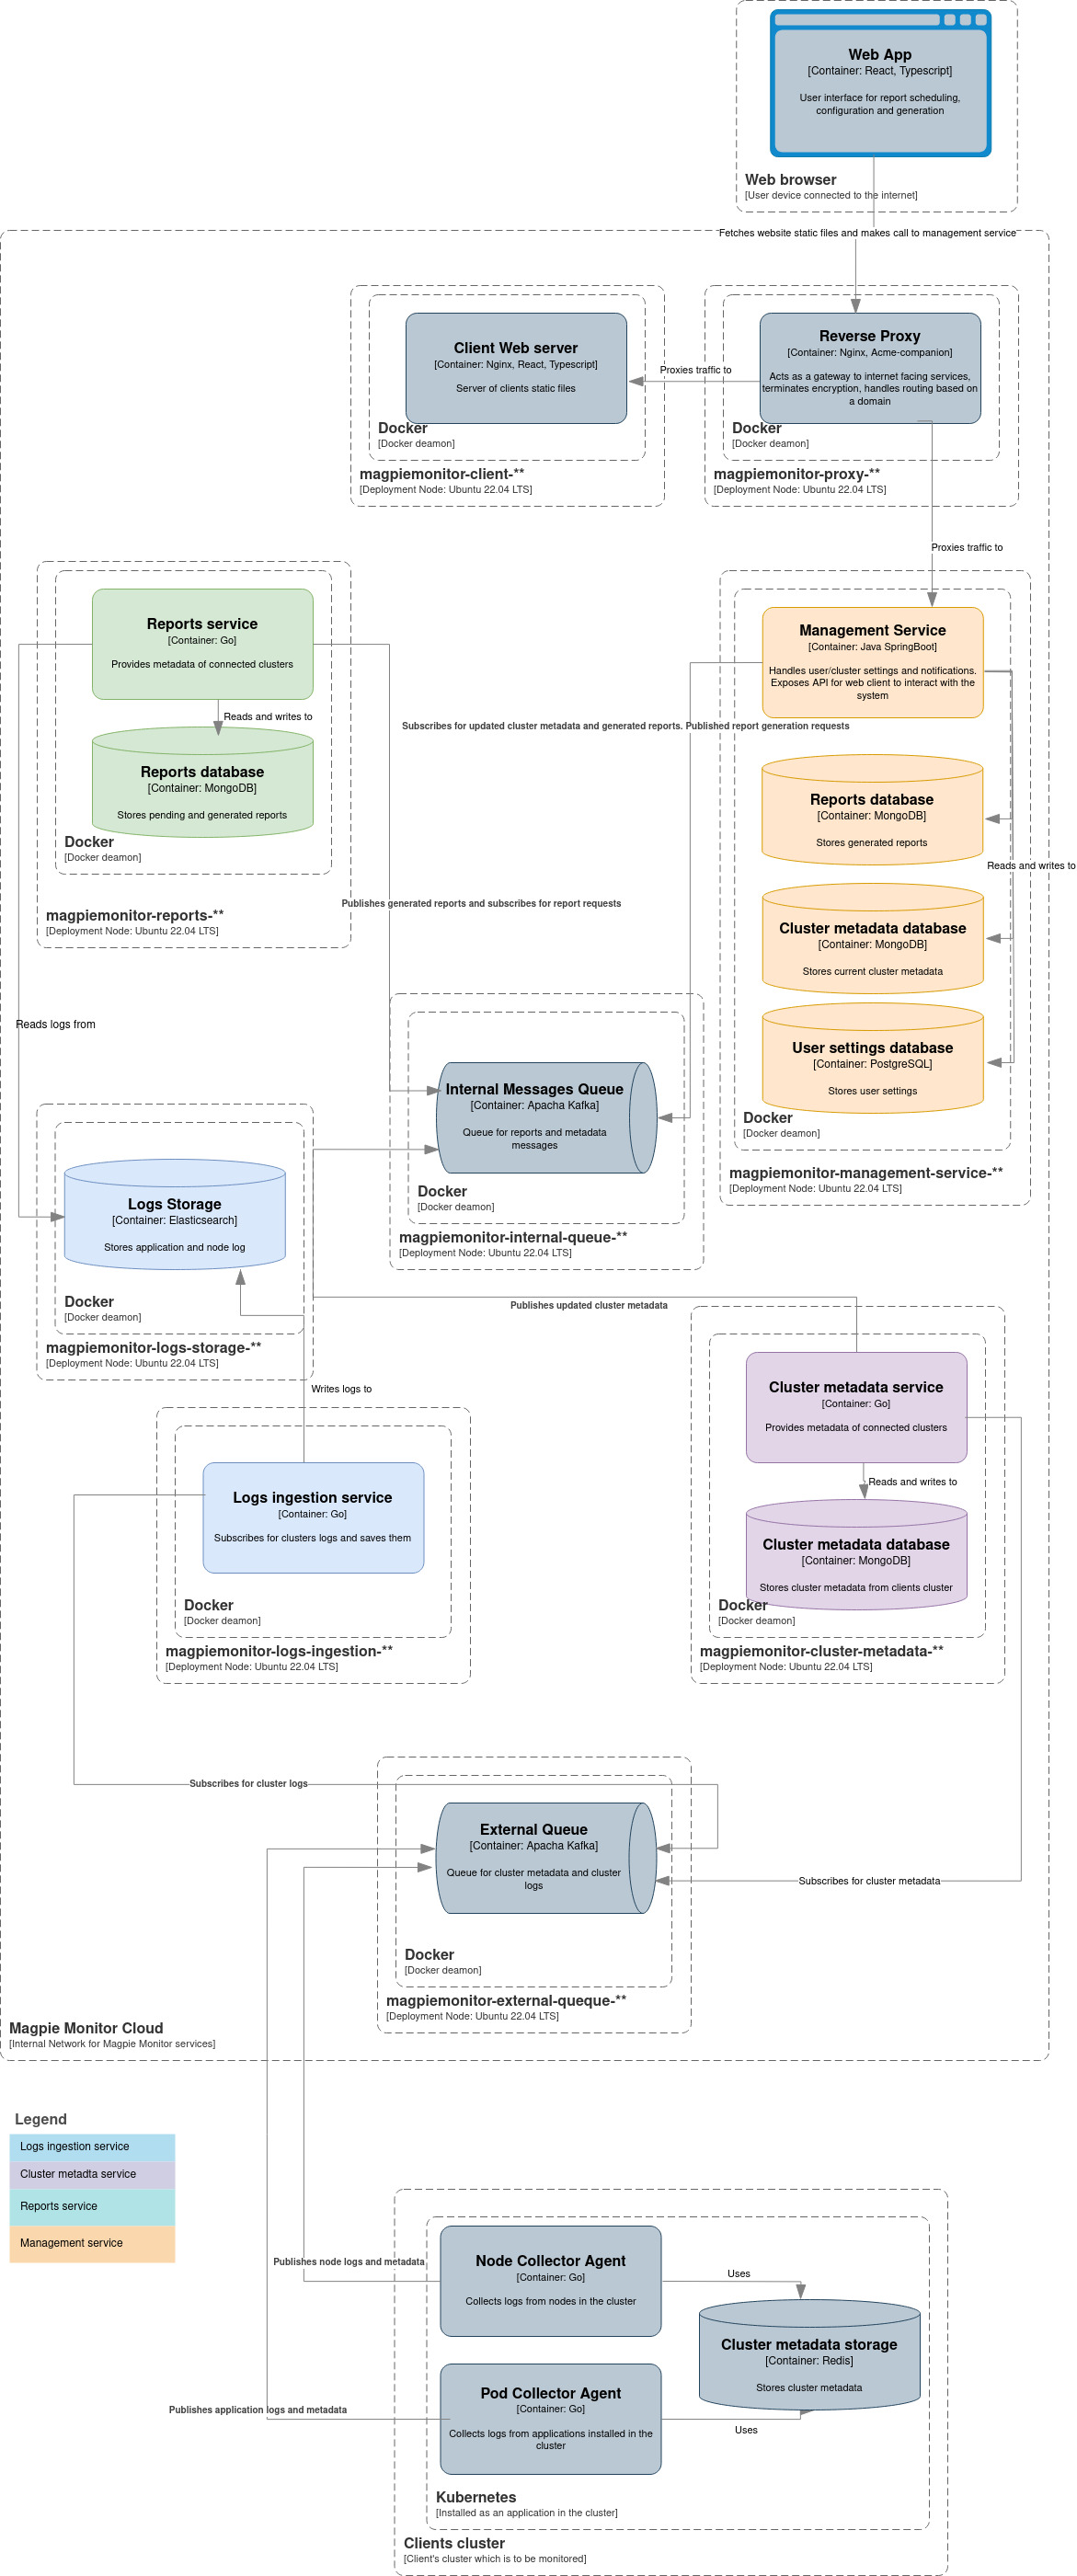 Web App
[Container: React, Typescript]
User interface for report scheduling,
configuration and generation
Web browser
[User device connected to the internet]
Fetches website static files and makes call to management service
Client Web server
[Container: Nginx, React, Typescript]
Server of clients static files
Docker
[Docker deamon]
magpiemonitor-client-**
[Deployment Node: Ubuntu 22.04 LTS]
Proxies traffic to
Reverse Proxy
[Container: Nginx, Acme-companion]
Acts as a gateway to internet facing services,
terminates encryption, handles routing based on
a domain
Docker
[Docker deamon]
magpiemonitor-proxy-**
[Deployment Node: Ubuntu 22.04 LTS]
Proxies traffic to
Reports service
[Container: Go]
Provides metadata of connected clusters
Reads and writes to
Reports database
[Container: MongoDB]
Stores pending and generated reports
Docker
[Docker deamon]
magpiemonitor-reports-**
[Deployment Node: Ubuntu 22.04 LTS]
Management Service
[Container: Java SpringBoot]
Handles user/cluster settings and notifications.
Exposes API for web client to interact with the
system
Subscribes for updated cluster metadata and generated reports. Published report generation requests
Reports database
[Container: MongoDB]
Stores generated reports
Reads and writes to
Cluster metadata database
[Container: MongoDB]
Stores current cluster metadata
User settings database
[Container: PostgreSQL]
Stores user settings
Docker
[Docker deamon]
magpiemonitor-management-service-**
[Deployment Node: Ubuntu 22.04 LTS]
Publishes generated reports and subscribes for report requests
Reads logs from
Internal Messages Queue
[Container: Apacha Kafka]
Queue for reports and metadata
messages
Docker
[Docker deamon]
magpiemonitor-internal-queue-**
[Deployment Node: Ubuntu 22.04 LTS]
Logs Storage
[Container: Elasticsearch]
Stores application and node log
Docker
[Docker deamon]
magpiemonitor-logs-storage-**
[Deployment Node: Ubuntu 22.04 LTS]
Publishes updated cluster metadata
Writes logs to
Cluster metadata service
[Container: Go]
Provides metadata of connected clusters
Reads and writes to
Cluster metadata database
[Container: MongoDB]
Stores cluster metadata from clients cluster
Docker
[Docker deamon]
magpiemonitor-cluster-metadata-**
[Deployment Node: Ubuntu 22.04 LTS]
Logs ingestion service
[Container: Go]
Subscribes for clusters logs and saves them
Docker
[Docker deamon]
magpiemonitor-logs-ingestion-**
[Deployment Node: Ubuntu 22.04 LTS]
Subscribes for cluster logs
External Queue
[Container: Apacha Kafka]
Queue for cluster metadata and cluster
logs
Subscribes for cluster metadata
Docker
[Docker deamon]
magpiemonitor-external-queque-**
[Deployment Node: Ubuntu 22.04 LTS]
Magpie Monitor Cloud
[Internal Network for Magpie Monitor services]
Legend
Logs ingestion service
Cluster metadta service
Reports service
Management service
Publishes node logs and metadata
Node Collector Agent
[Container: Go]
Collects logs from nodes in the cluster
Uses
Cluster metadata storage
[Container: Redis]
Stores cluster metadata
Publishes application logs and metadata
Pod Collector Agent
[Container: Go]
Collects logs from applications installed in the
cluster
Uses
Kubernetes
[Installed as an application in the cluster]
Clients cluster
[Client's cluster which is to be monitored]